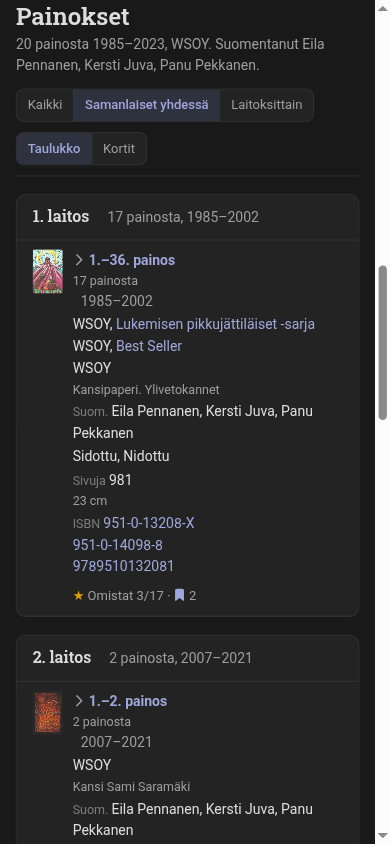 Painokset
20 painosta 1985–2023, WSOY. Suomentanut Eila
Pennanen, Kersti Juva, Panu Pekkanen.
Kaikki Samanlaiset yhdessä Laitoksittain
Taulukko Kortit
1. laitos 17 painosta, 1985–2002
1.–36. painos
17 painosta
1985–2002
WSOY, Lukemisen pikkujättiläiset -sarja
WSOY, Best Seller
WSOY
Kansipaperi. Ylivetokannet
Suom. Eila Pennanen, Kersti Juva, Panu
Pekkanen
Sidottu, Nidottu
Sivuja 981
23 cm
ISBN 951-0-13208-X
951-0-14098-8
9789510132081
★ Omistat 3/17 · 2
2. laitos 2 painosta, 2007–2021
1.–2. painos
2 painosta
2007–2021
WSOY
Kansi Sami Saramäki
Suom. Eila Pennanen, Kersti Juva, Panu
Pekkanen